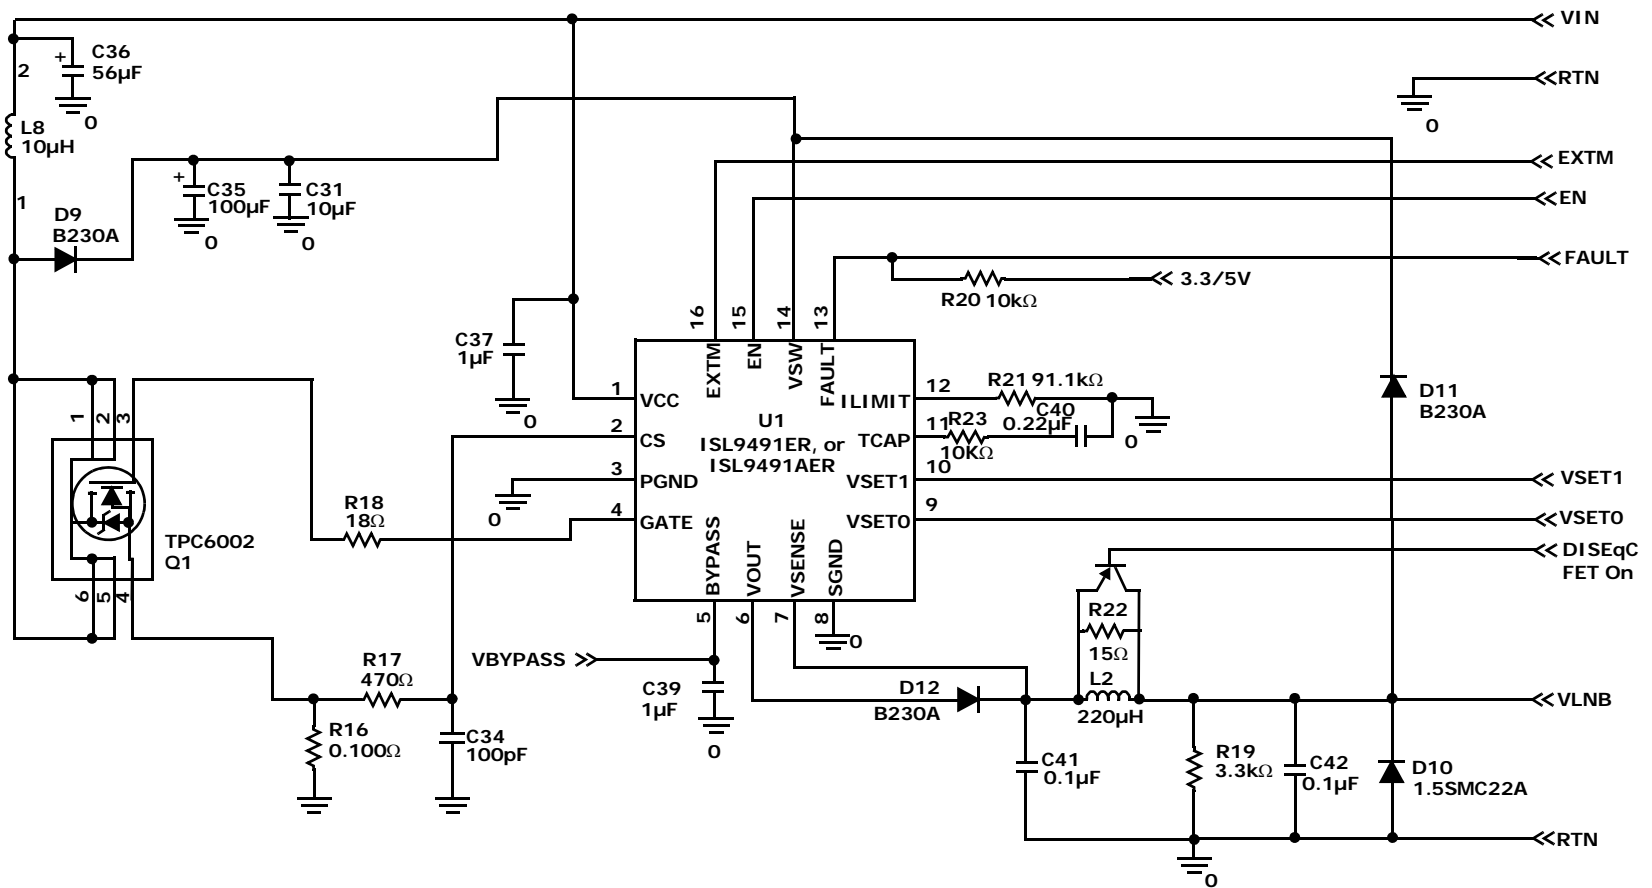 VIN
C36
+
56µF
2
RTN
0
L8
10µH
0
EXTM
1
+
C35
100µF
C31
10µF
EN
D9
B230A
0
0
FAULT
3.3/5V
R20 10kΩ
16
15
14
13
C37
1µF
EXTM
EN
VSW
FAULT
1
VCC
12
ILIMIT
R21 91.1kΩ
D11
B230A
1
2
3
0
U1
ISL9491ER, or
ISL9491AER
2
CS
11
TCAP
R23
10KΩ
C40
0.22µF
0
3
PGND
10
VSET1
VSET1
0
R18
18Ω
4
GATE
9
VSET0
VSET0
TPC6002
Q1
BYPASS
VOUT
VSENSE
SGND
DISEqC
FET On
6
5
4
5
6
7
8
0
R22
15Ω
VBYPASS
R17
470Ω
C39
1µF
0
D12
B230A
L2
220µH
VLNB
R16
0.100Ω
C34
100pF
C41
0.1µF
R19
3.3kΩ
C42
0.1µF
D10
1.5SMC22A
RTN
0